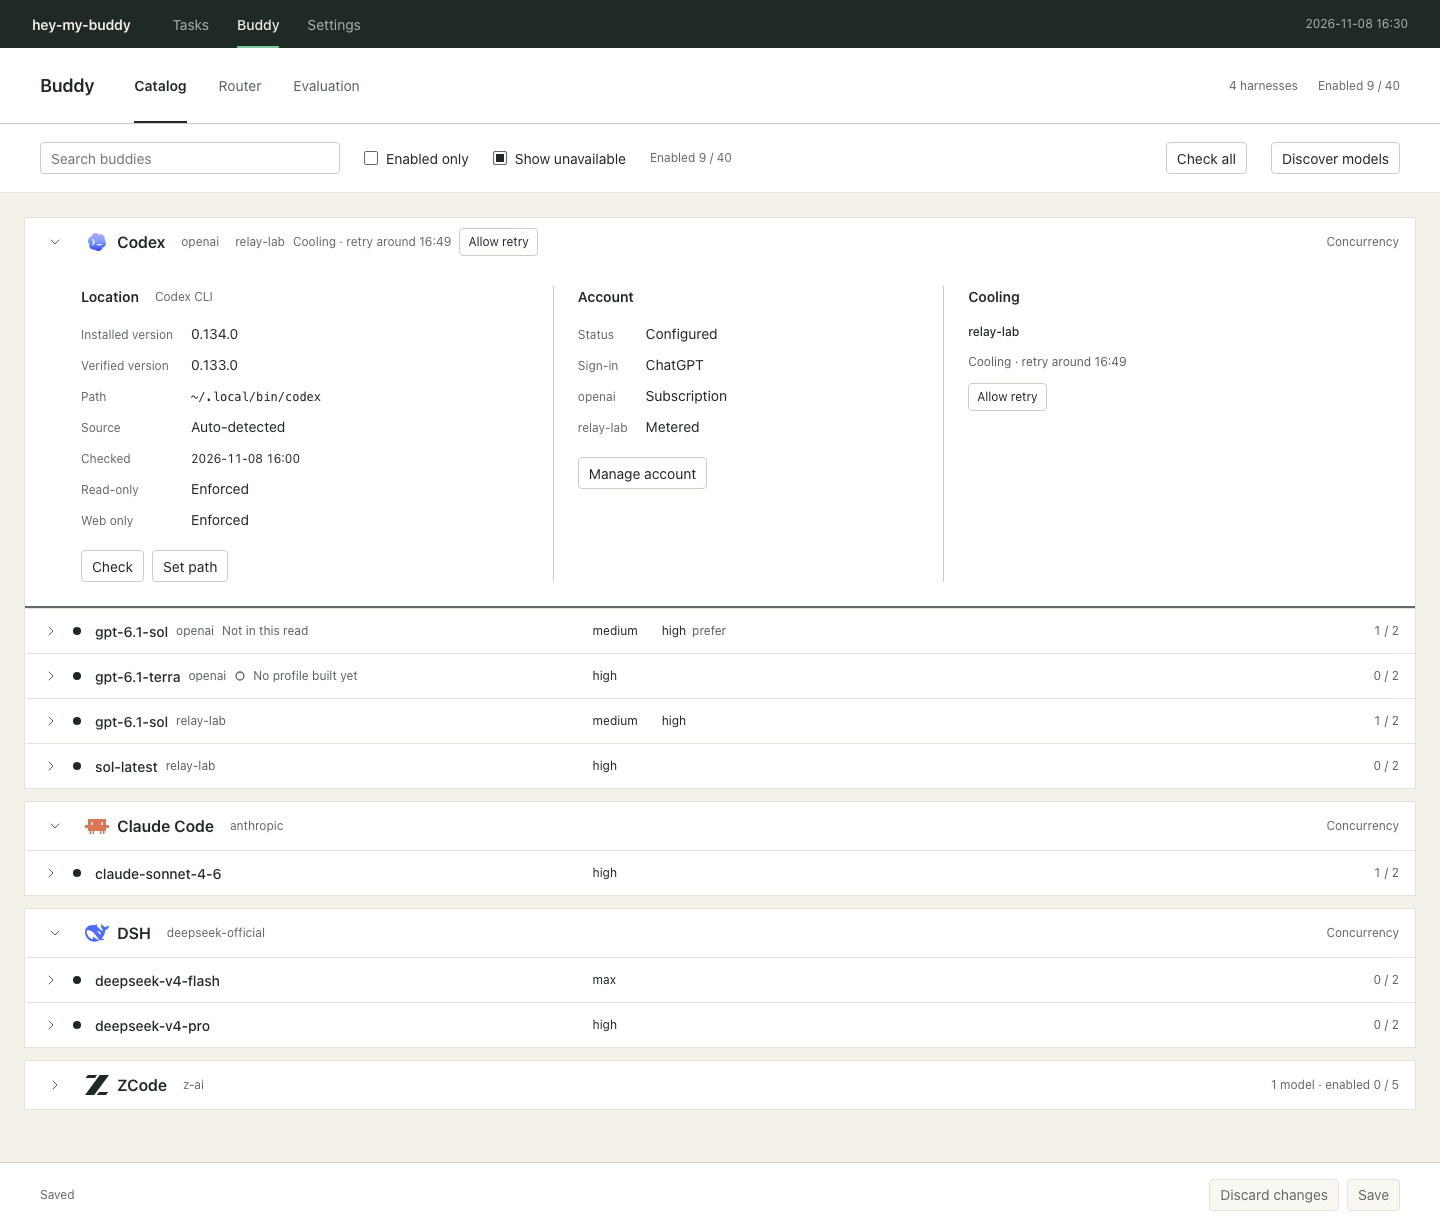 hey-my-buddy Tasks Buddy Settings 2026-11-08 16:30
Buddy Catalog Router Evaluation 4 harnesses Enabled 9 / 40
Search buddies Enabled only Show unavailable Enabled 9 / 40 Check all Discover models
Codex openai relay-lab Cooling · retry around 16:49 Allow retry Concurrency
Location Codex CLI
Installed version 0.134.0
Verified version 0.133.0
Path ~/.local/bin/codex
Source Auto-detected
Checked 2026-11-08 16:00
Read-only Enforced
Web only Enforced
Check Set path
Account
Status Configured
Sign-in ChatGPT
openai Subscription
relay-lab Metered
Manage account
Cooling
relay-lab
Cooling · retry around 16:49
Allow retry
gpt-6.1-sol openai Not in this read medium high prefer 1 / 2
gpt-6.1-terra openai No profile built yet high 0 / 2
gpt-6.1-sol relay-lab medium high 1 / 2
sol-latest relay-lab high 0 / 2
Claude Code anthropic Concurrency
claude-sonnet-4-6 high 1 / 2
DSH deepseek-official Concurrency
deepseek-v4-flash max 0 / 2
deepseek-v4-pro high 0 / 2
ZCode z-ai 1 model · enabled 0 / 5
Saved Discard changes Save